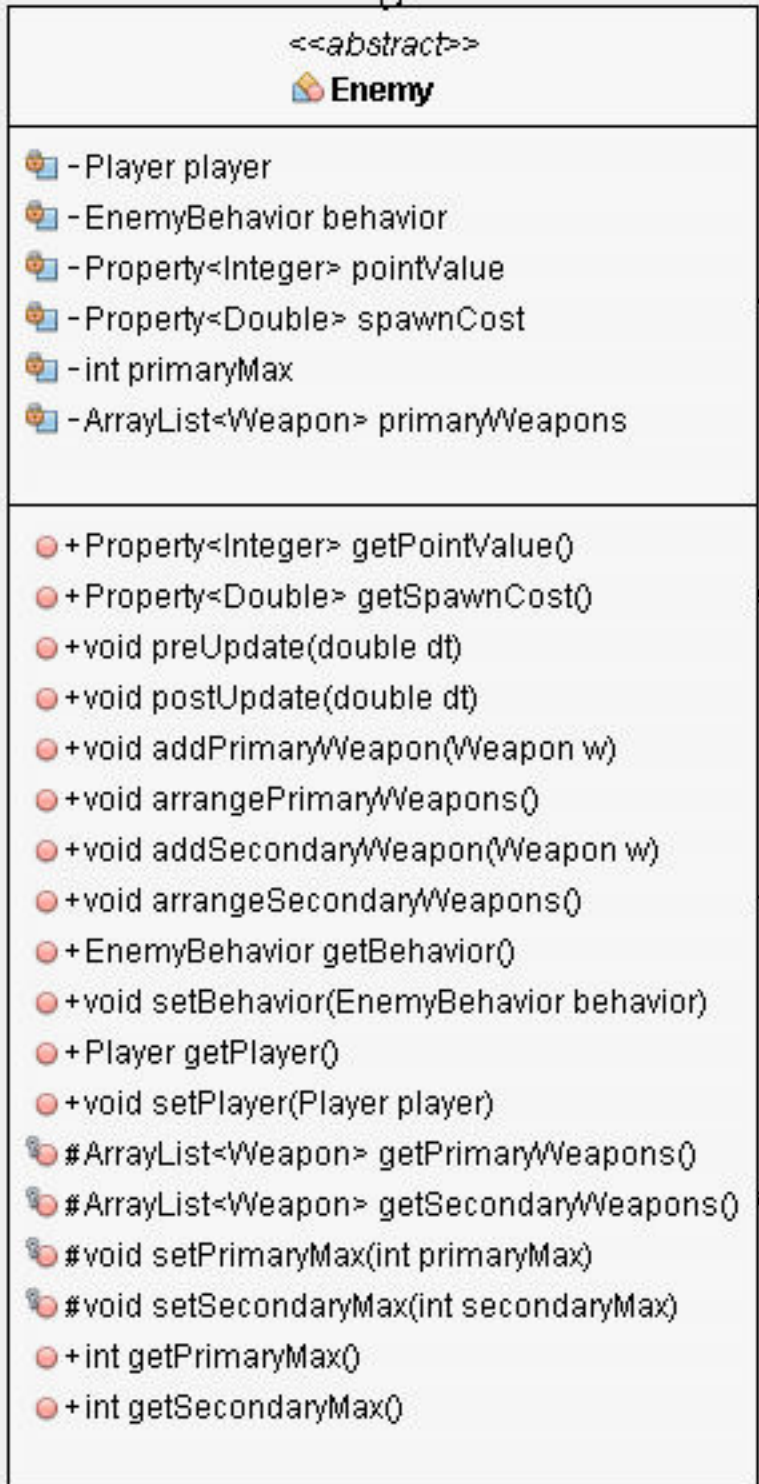 <<abstract>>
Enemy
-Player player
-EnemyBehavior behavior
-Property<Integer> pointValue
-Property<Double> spawnCost
-int primaryMax
-ArrayList<Weapon> primaryWeapons
+Property<Integer> getPointValue()
+Property<Double> getSpawnCost()
+void preUpdate(double dt)
+void postUpdate(double dt)
+void addPrimaryWeapon(Weapon w)
+void arrangePrimaryWeapons()
+void addSecondaryWeapon(Weapon w)
+void arrangeSecondaryWeapons()
+EnemyBehavior getBehavior()
+void setBehavior(EnemyBehavior behavior)
+Player getPlayer()
+void setPlayer(Player player)
#ArrayList<Weapon> getPrimaryWeapons()
#ArrayList<Weapon> getSecondaryWeapons()
#void setPrimaryMax(int primaryMax)
#void setSecondaryMax(int secondaryMax)
+int getPrimaryMax()
+int getSecondaryMax()